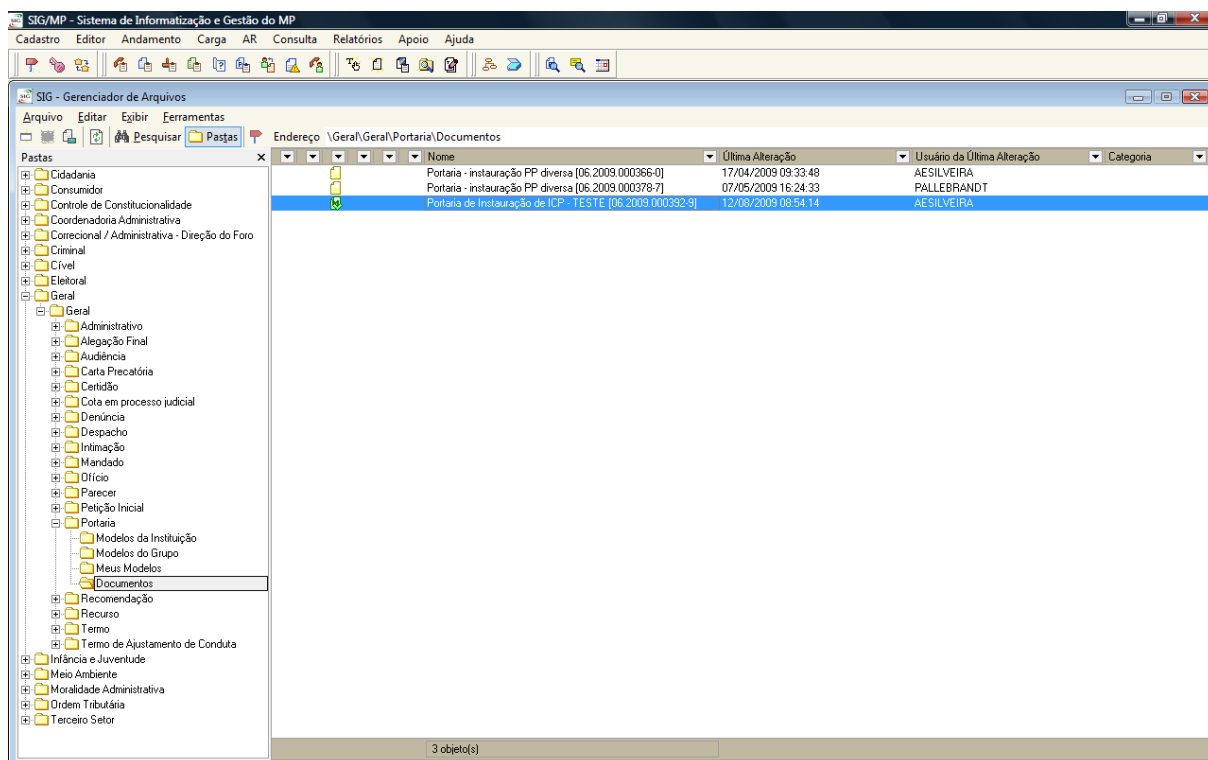 SIG/MP - Sistema de Informatização e Gestão do MP
Cadastro Editor Andamento Carga AR Consulta Relatórios Apoio Ajuda
SIG - Gerenciador de Arquivos
Arquivo Editar Exibir Ferramentas
Pesquisar Pastas Endereço \Geral\Geral\Portaria\Documentos
Pastas x Nome Última Alteração Usuário da Última Alteração Categoria
Cidadania Portaria - instauração PP diversa [06.2009.000366-0] 17/04/2009 09:33:48 AESILVEIRA
Consumidor Portaria - instauração PP diversa [06.2009.000378-7] 07/05/2009 16:24:33 PALLEBRANDT
Controle de Constitucionalidade Portaria de Instauração de ICP - TESTE [06.2009.000392-9] 12/08/2009 08:54:14 AESILVEIRA
Coordenadoria Administrativa
Correcional / Administrativa - Direção do Foro
Criminal
Cível
Eleitoral
Geral
Geral
Administrativo
Alegação Final
Audiência
Carta Precatória
Certidão
Cota em processo judicial
Denúncia
Despacho
Intimação
Mandado
Ofício
Parecer
Petição Inicial
Portaria
Modelos da Instituição
Modelos do Grupo
Meus Modelos
Documentos
Recomendação
Recurso
Termo
Termo de Ajustamento de Conduta
Infância e Juventude
Meio Ambiente
Moralidade Administrativa
Ordem Tributária
Terceiro Setor
3 objeto(s)